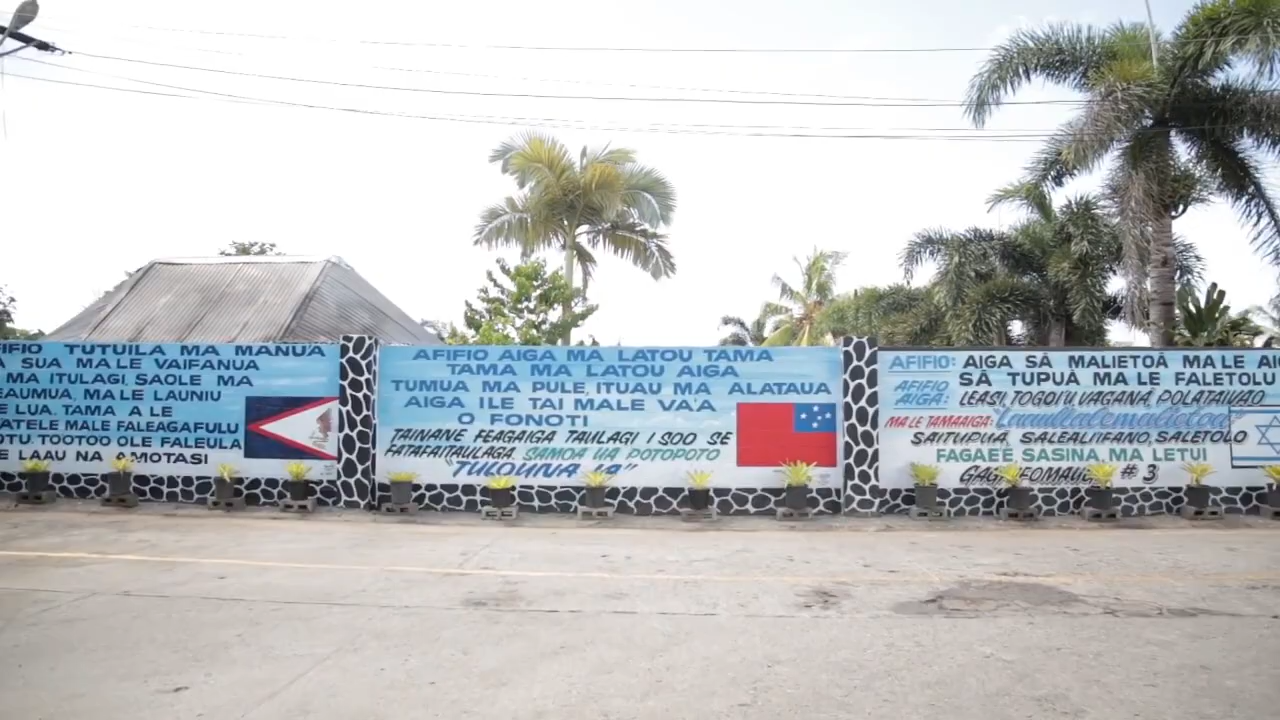 AFIFIO TUTUILA MA MANU'A
SUA MA LE VAIFANUA
MA ITULAGI, SAOLE MA
EAUMUA, MA LE LAUNIU
E LUA, TAMA A LE
ATELE MALE FALEAGAFULU
OTU, TOOTOO OLE FALEULA
E LAAU NA AMOTASI
AFIFIO AIGA MA LATOU TAMA
TAMA MA LATOU AIGA
TUMUA MA PULE, ITUAU MA ALATAUA
AIGA ILE TAI MALE VA'A
O FONOTI
TAINANE FEAGAIGA TAULAGI I SOO SE
FATAFAITAULAGA. SAMOA UA POTOPOTO
"TULOUNA IA"
AFIFIO: AIGA SĀ MALIETOĀ MA LE AI
AFIFIO SĀ TUPUĀ MA LE FALETOLU
AIGA: LEASI, TOGOIU, VAGANA, POLATAIVAO
MA LE TAMAAIGA:
SAITUPUA, SALEALIIFANO, SALETOLO
FAGAEE, SASINA, MA LETUI
#3